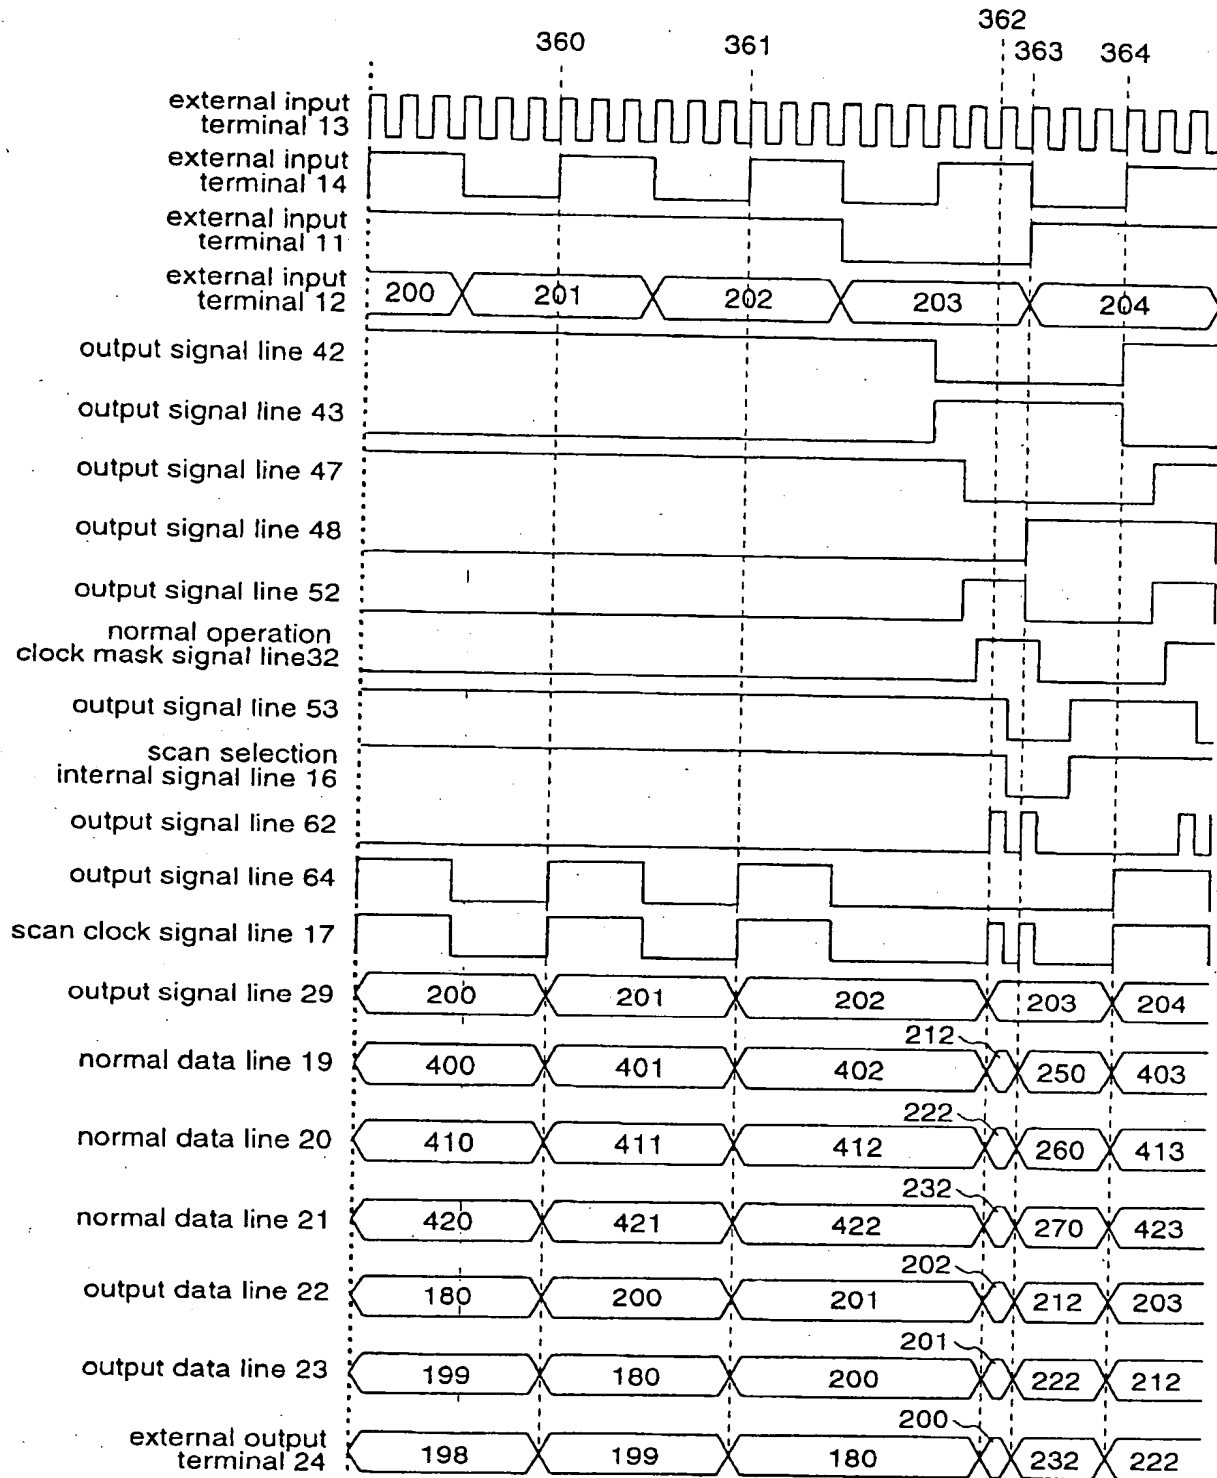 362
360
361
363
364
external input
terminal 13
external input
terminal 14
external input
terminal 11
external input
terminal 12
200
201
202
203
204
output signal line 42
output signal line 43
output signal line 47
output signal line 48
output signal line 52
normal operation
clock mask signal line32
output signal line 53
scan selection
internal signal line 16
output signal line 62
output signal line 64
scan clock signal line 17
output signal line 29
200
201
202
203
204
212
normal data line 19
400
401
402
250
403
222
normal data line 20
410
411
412
260
413
232
normal data line 21
420
421
422
270
423
202
output data line 22
180
200
201
212
203
201
output data line 23
199
180
200
222
212
200
external output
terminal 24
198
199
180
232
222